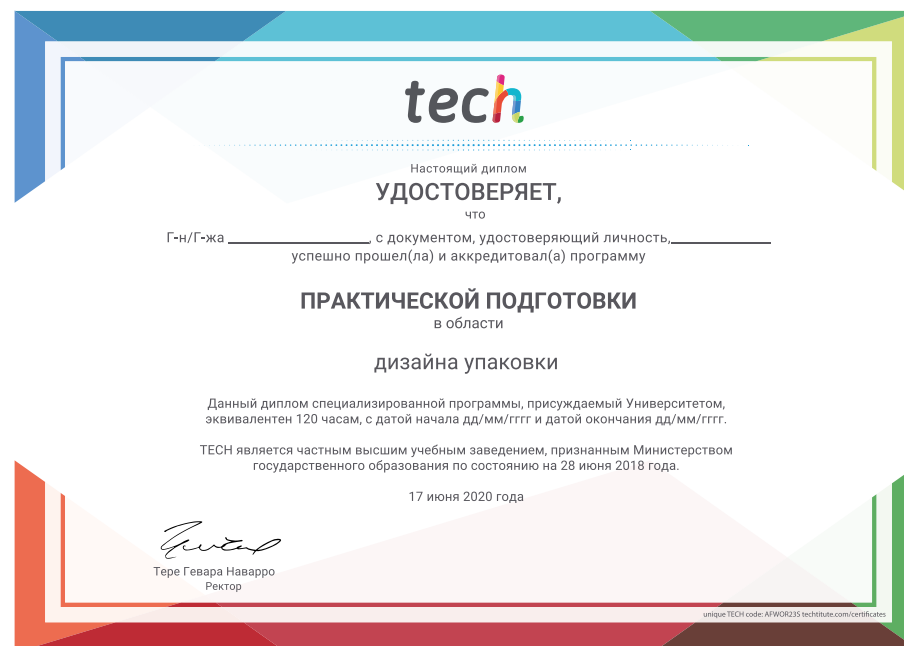 tech
Настоящий диплом
УДОСТОВЕРЯЕТ,
что
Г-н/Г-жа ________________, с документом, удостоверяющий личность,____________
успешно прошел(ла) и аккредитовал(а) программу
ПРАКТИЧЕСКОЙ ПОДГОТОВКИ
в области
дизайна упаковки
Данный диплом специализированной программы, присуждаемый Университетом,
эквивалентен 120 часам, с датой начала дд/мм/гггг и датой окончания дд/мм/гггг.
TECH является частным высшим учебным заведением, признанным Министерством
государственного образования по состоянию на 28 июня 2018 года.
17 июня 2020 года
Тере Гевара Наварро
Ректор
unique TECH code: AFWOR23S techtitute.com/certificates